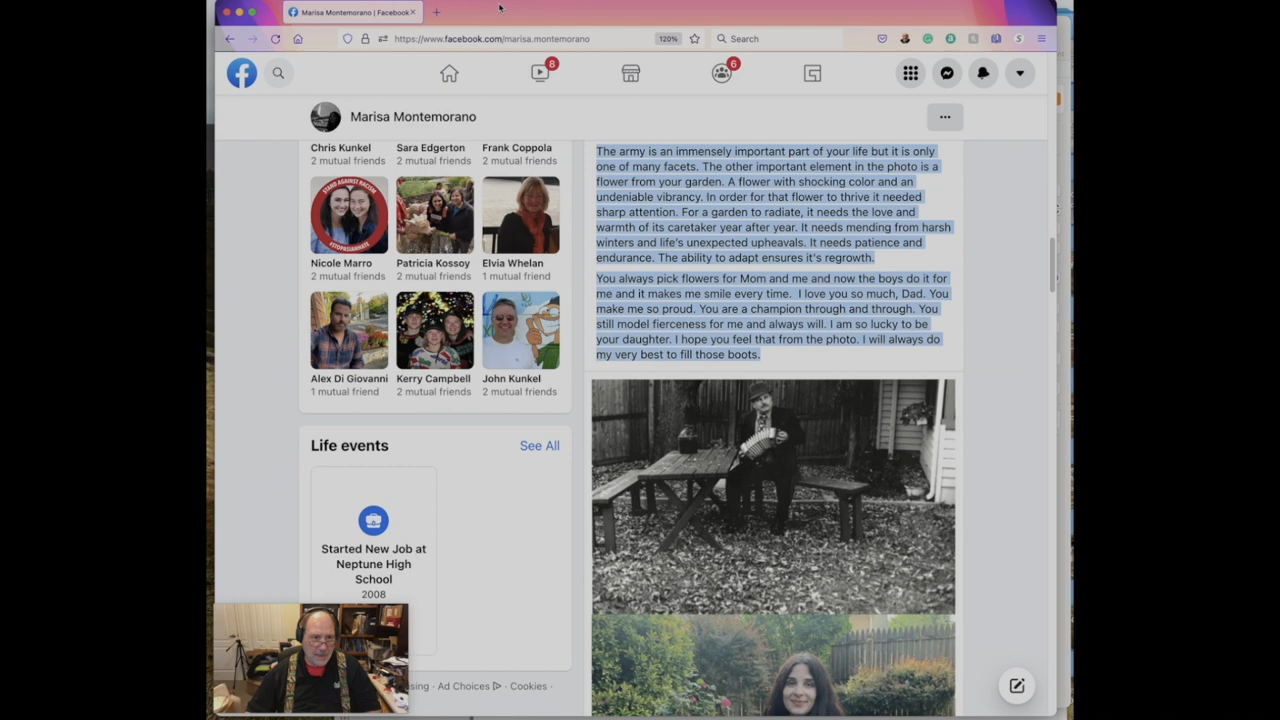 Marisa Montemorano | Facebook
https://www.facebook.com/marisa.montemorano
120%
Search
8
6
Marisa Montemorano
Chris Kunkel Sara Edgerton Frank Coppola
2 mutual friends 2 mutual friends 2 mutual friends
STAND AGAINST RACISM
Nicole Marro Patricia Kossoy Elvia Whelan
2 mutual friends 2 mutual friends 1 mutual friend
Alex Di Giovanni Kerry Campbell John Kunkel
1 mutual friend 2 mutual friends 2 mutual friends
Life events See All
Started New Job at
Neptune High
School
2008
Ad Choices · Cookies ·
The army is an immensely important part of your life but it is only
one of many facets. The other important element in the photo is a
flower from your garden. A flower with shocking color and an
undeniable vibrancy. In order for that flower to thrive it needed
sharp attention. For a garden to radiate, it needs the love and
warmth of its caretaker year after year. It needs mending from harsh
winters and life's unexpected upheavals. It needs patience and
endurance. The ability to adapt ensures it's regrowth.
You always pick flowers for Mom and me and now the boys do it for
me and it makes me smile every time. I love you so much, Dad. You
make me so proud. You are a champion through and through. You
still model fierceness for me and always will. I am so lucky to be
your daughter. I hope you feel that from the photo. I will always do
my very best to fill those boots.